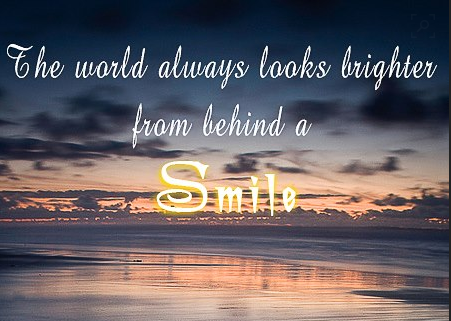 The world always looks brighter
from behind a
Smile